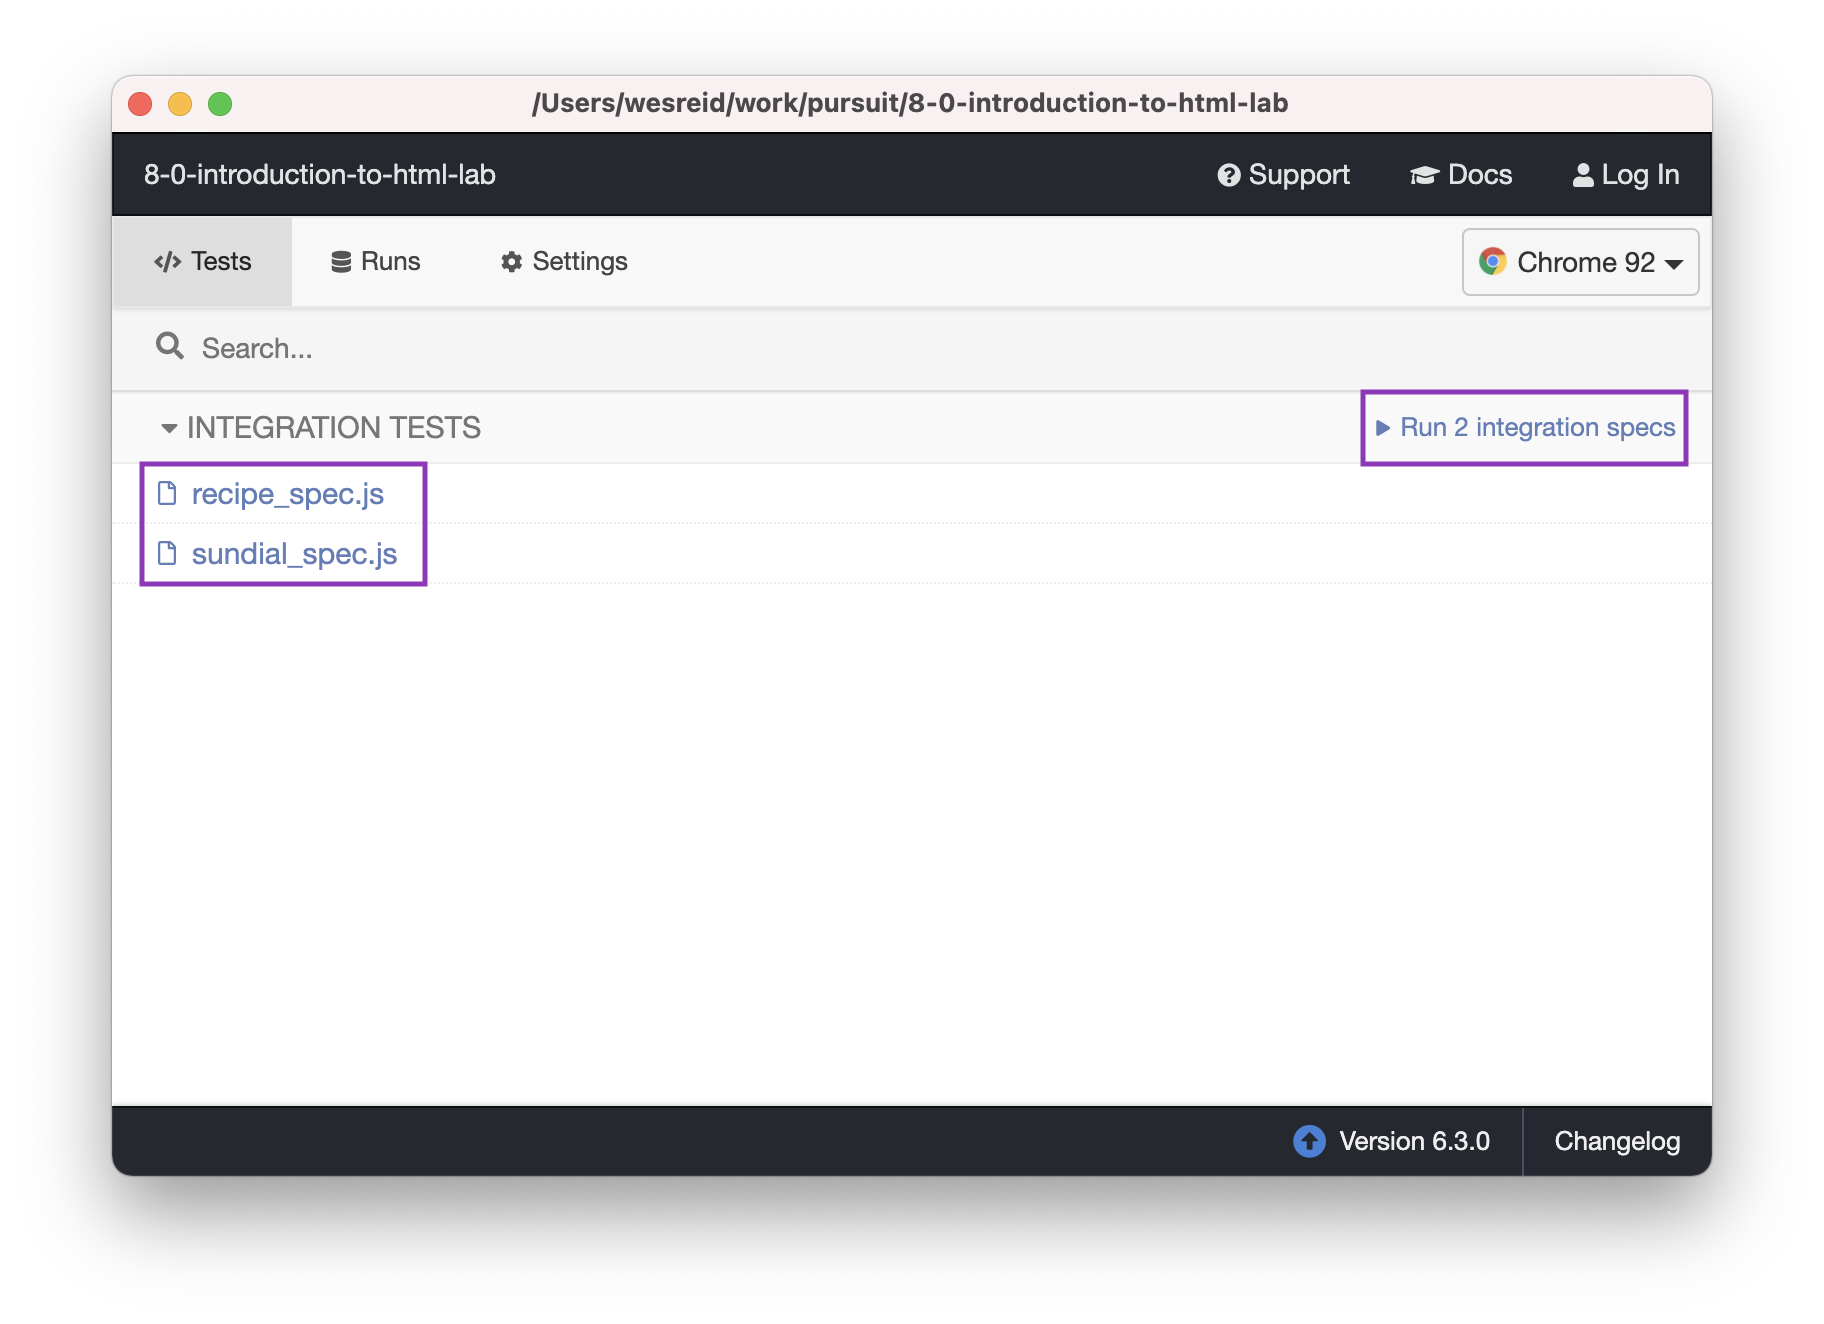 /Users/wesreid/work/pursuit/8-0-introduction-to-html-lab
8-0-introduction-to-html-lab Support Docs Log In
Tests Runs Settings Chrome 92
Search...
INTEGRATION TESTS Run 2 integration specs
recipe_spec.js
sundial_spec.js
Version 6.3.0 Changelog